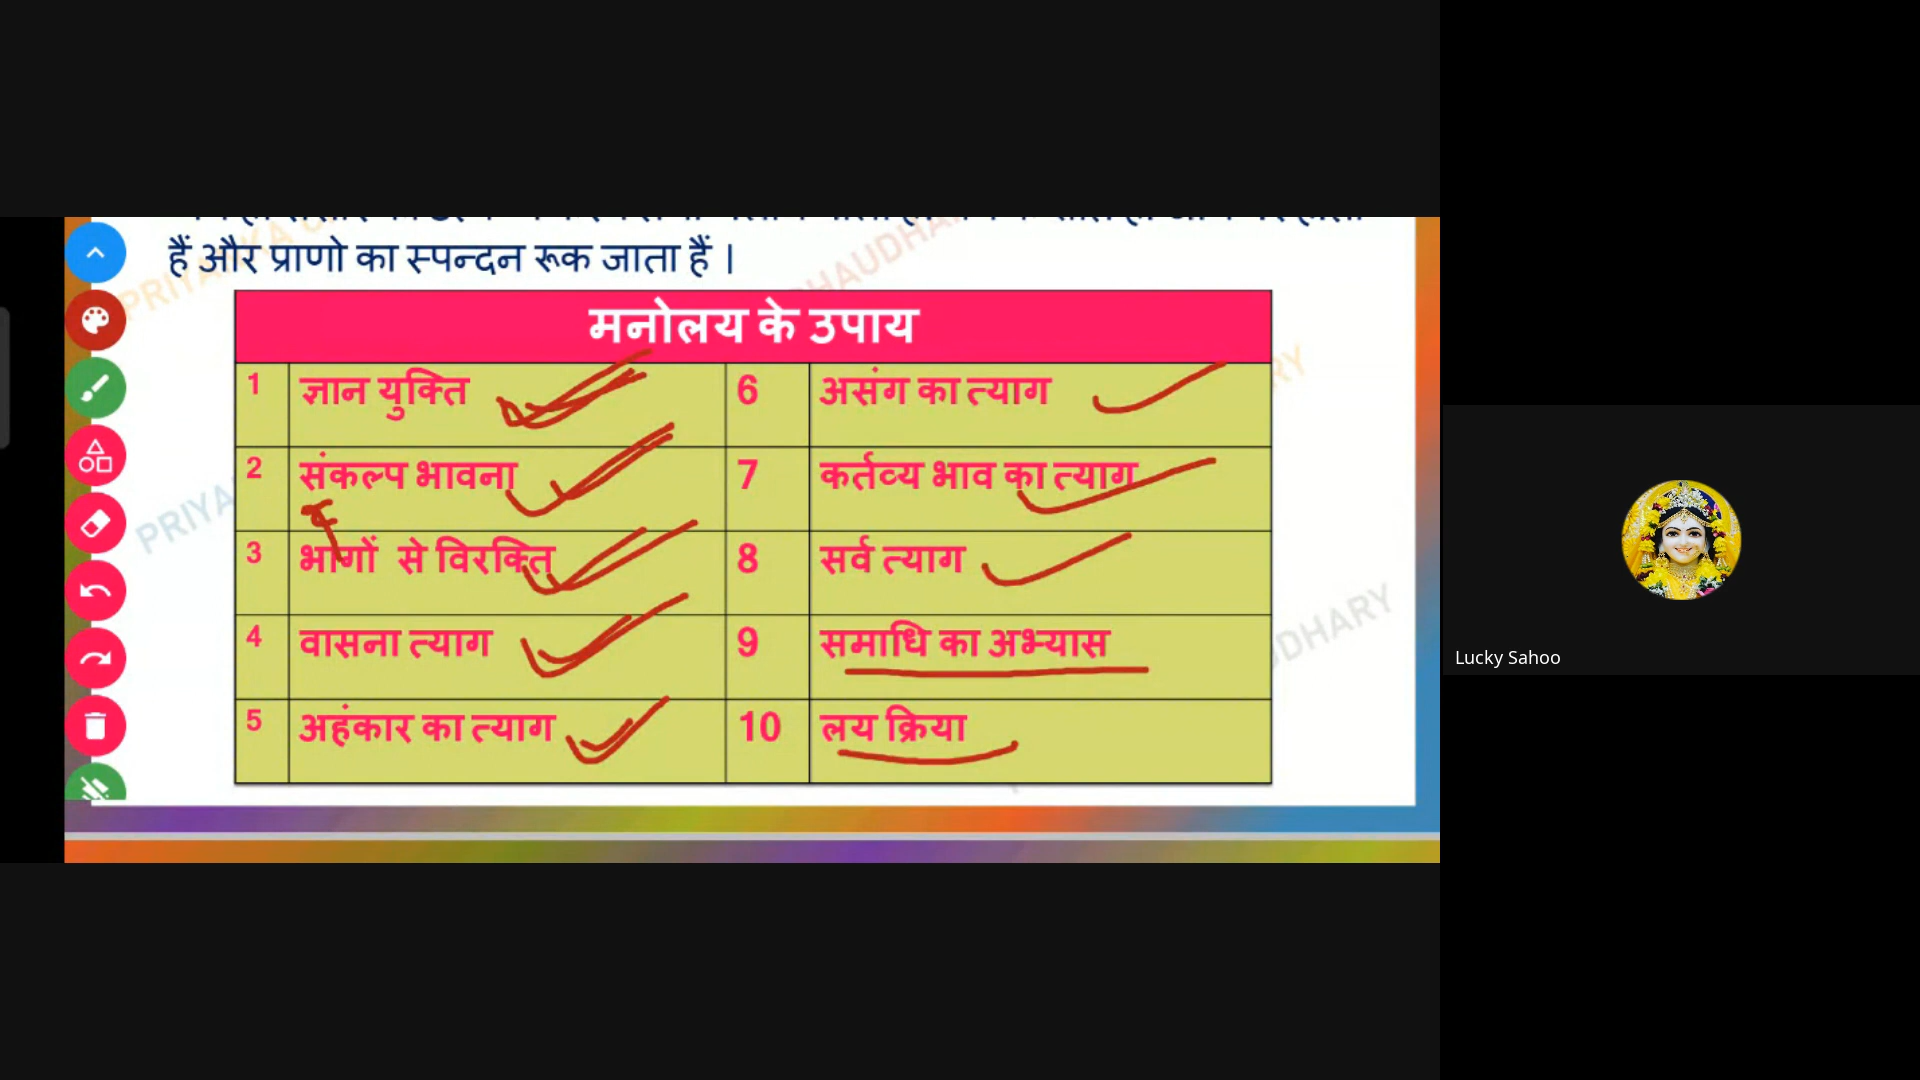 हैं और प्राणो का स्पन्दन रूक जाता हैं |
मनोलय के उपाय
1 ज्ञान युक्ति 6 असंग का त्याग
2 संकल्प भावना 7 कर्तव्य भाव का त्याग
3 भागों से विरक्ति 8 सर्व त्याग
4 वासना त्याग 9 समाधि का अभ्यास
5 अहंकार का त्याग 10 लय क्रिया
Lucky Sahoo